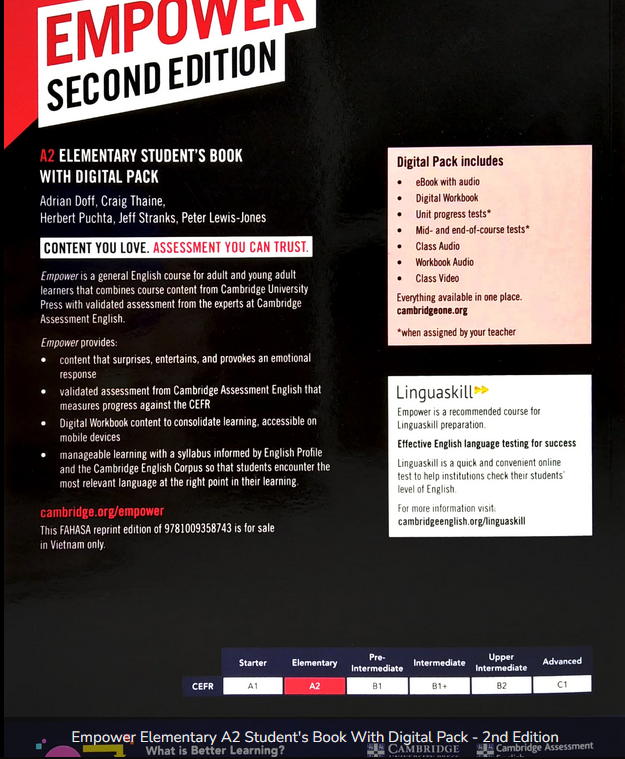 EMPOWER
SECOND EDITION
A2 ELEMENTARY STUDENT'S BOOK
WITH DIGITAL PACK
Adrian Doff, Craig Thaine,
Herbert Puchta, Jeff Stranks, Peter Lewis-Jones
CONTENT YOU LOVE. ASSESSMENT YOU CAN TRUST.
Empower is a general English course for adult and young adult
learners that combines course content from Cambridge University
Press with validated assessment from the experts at Cambridge
Assessment English.
Empower provides:
• content that surprises, entertains, and provokes an emotional
response
• validated assessment from Cambridge Assessment English that
measures progress against the CEFR
• Digital Workbook content to consolidate learning, accessible on
mobile devices
• manageable learning with a syllabus informed by English Profile
and the Cambridge English Corpus so that students encounter the
most relevant language at the right point in their learning.
cambridge.org/empower
This FAHASA reprint edition of 9781009358743 is for sale
in Vietnam only.
Digital Pack includes
• eBook with audio
• Digital Workbook
• Unit progress tests*
• Mid- and end-of-course tests*
• Class Audio
• Workbook Audio
• Class Video
Everything available in one place.
cambridgeone.org
*when assigned by your teacher
Linguaskill
Empower is a recommended course for
Linguaskill preparation.
Effective English language testing for success
Linguaskill is a quick and convenient online
test to help institutions check their students'
level of English.
For more information visit:
cambridgeenglish.org/linguaskill
Starter Elementary Pre-Intermediate Intermediate Upper Intermediate Advanced
CEFR A1 A2 B1 B1+ B2 C1
Empower Elementary A2 Student's Book With Digital Pack - 2nd Edition
What is Better Learning?
CAMBRIDGE
UNIVERSITY PRESS
Cambridge Assessment
English